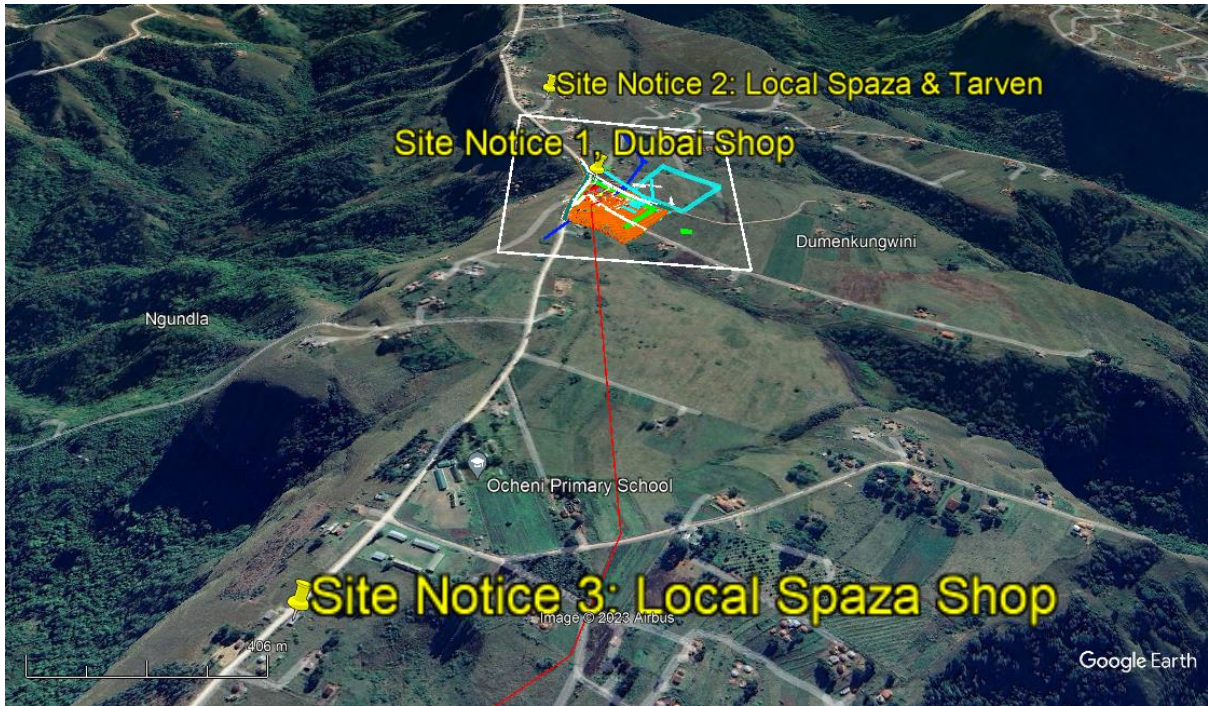 Site Notice 2: Local Spaza & Tarven
Site Notice 1, Dubai Shop
Dumenkungwini
Ngundla
Ocheni Primary School
Site Notice 3: Local Spaza Shop
Image © 2023 Airbus
406 m
Google Earth